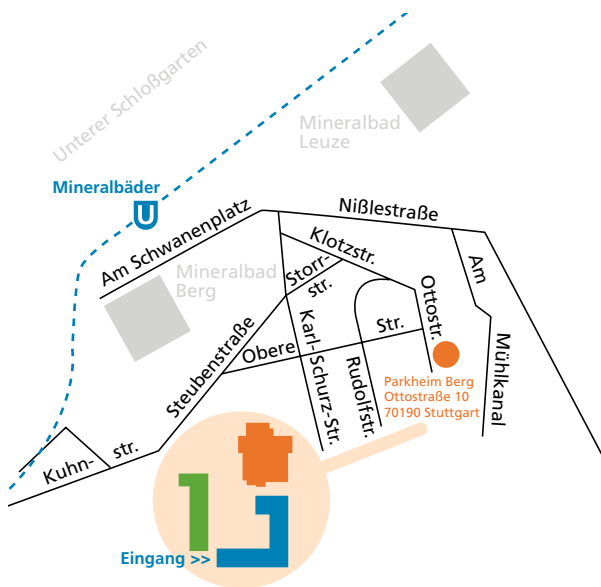 Unterer Schloßgarten
Mineralbad
Leuze
Mineralbäder
U
Am Schwanenplatz
Nißlestraße
Klotzstr.
Storr-
str.
Mineralbad
Berg
Am
Mühlkanal
Ottostr.
Steubenstraße
Obere
Str.
Karl-Schurz-Str.
Rudolfstr.
Parkheim Berg
Ottostraße 10
70190 Stuttgart
Kuhn-
str.
Eingang >>